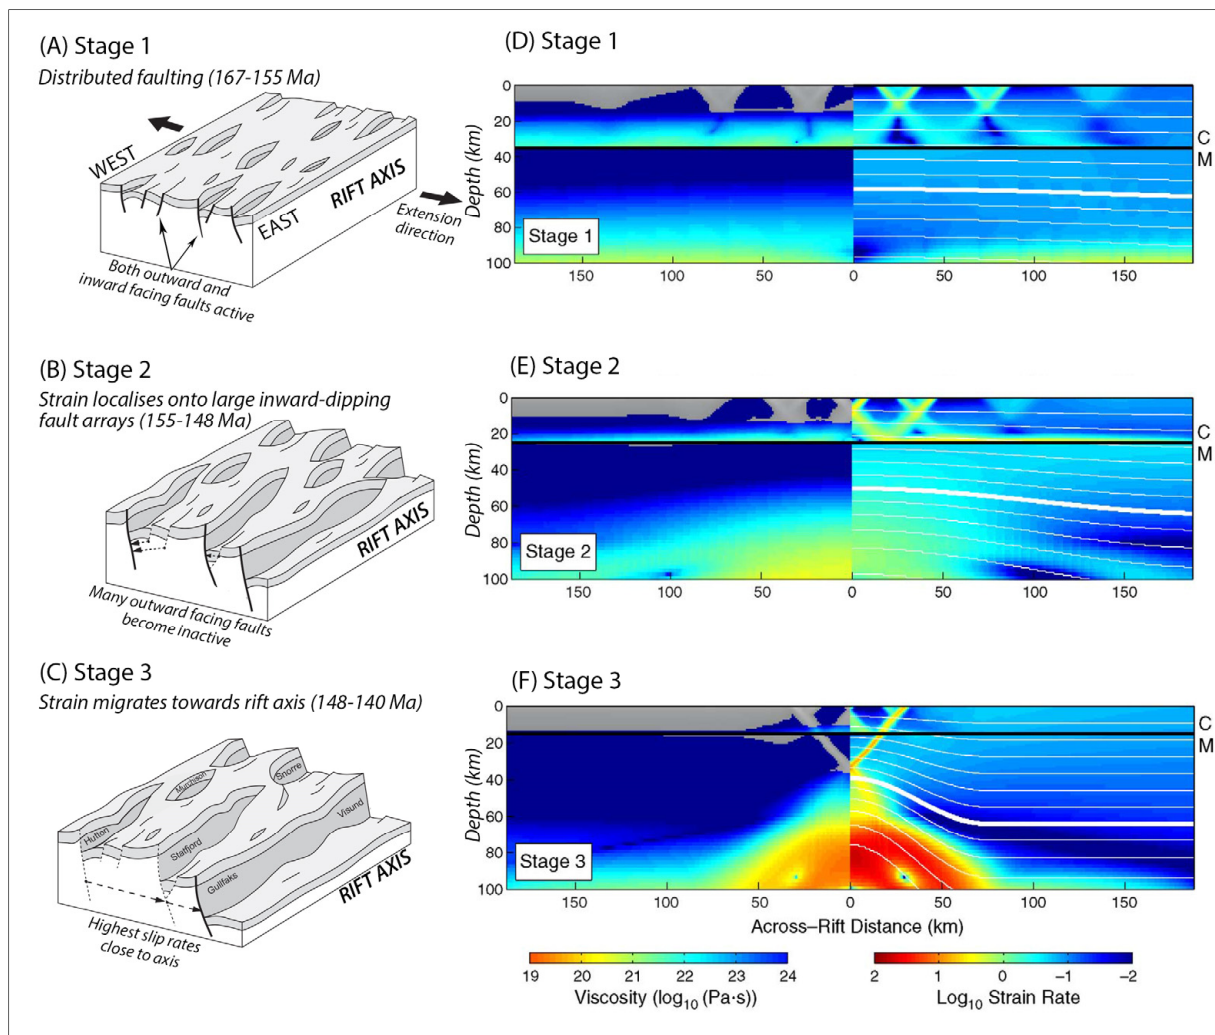 (A) Stage 1
Distributed faulting (167-155 Ma)
WEST
EAST
RIFT AXIS
Extension
direction
Both outward and
inward facing faults active
(B) Stage 2
Strain localises onto large inward-dipping
fault arrays (155-148 Ma)
RIFT AXIS
Many outward facing faults
become inactive
(C) Stage 3
Strain migrates towards rift axis (148-140 Ma)
Hutton
Murchison
Snorre
Statfjord
Visund
Gullfaks
RIFT AXIS
Highest slip rates
close to axis
(D) Stage 1
Depth (km)
0
20
40
60
80
100
Stage 1
C
M
150 100 50 0 50 100 150
(E) Stage 2
Depth (km)
0
20
40
60
80
100
Stage 2
C
M
150 100 50 0 50 100 150
(F) Stage 3
Depth (km)
0
20
40
60
80
100
Stage 3
C
M
150 100 50 0 50 100 150
Across–Rift Distance (km)
19 20 21 22 23 24
Viscosity (log10 (Pa·s))
2 1 0 −1 −2
Log10 Strain Rate